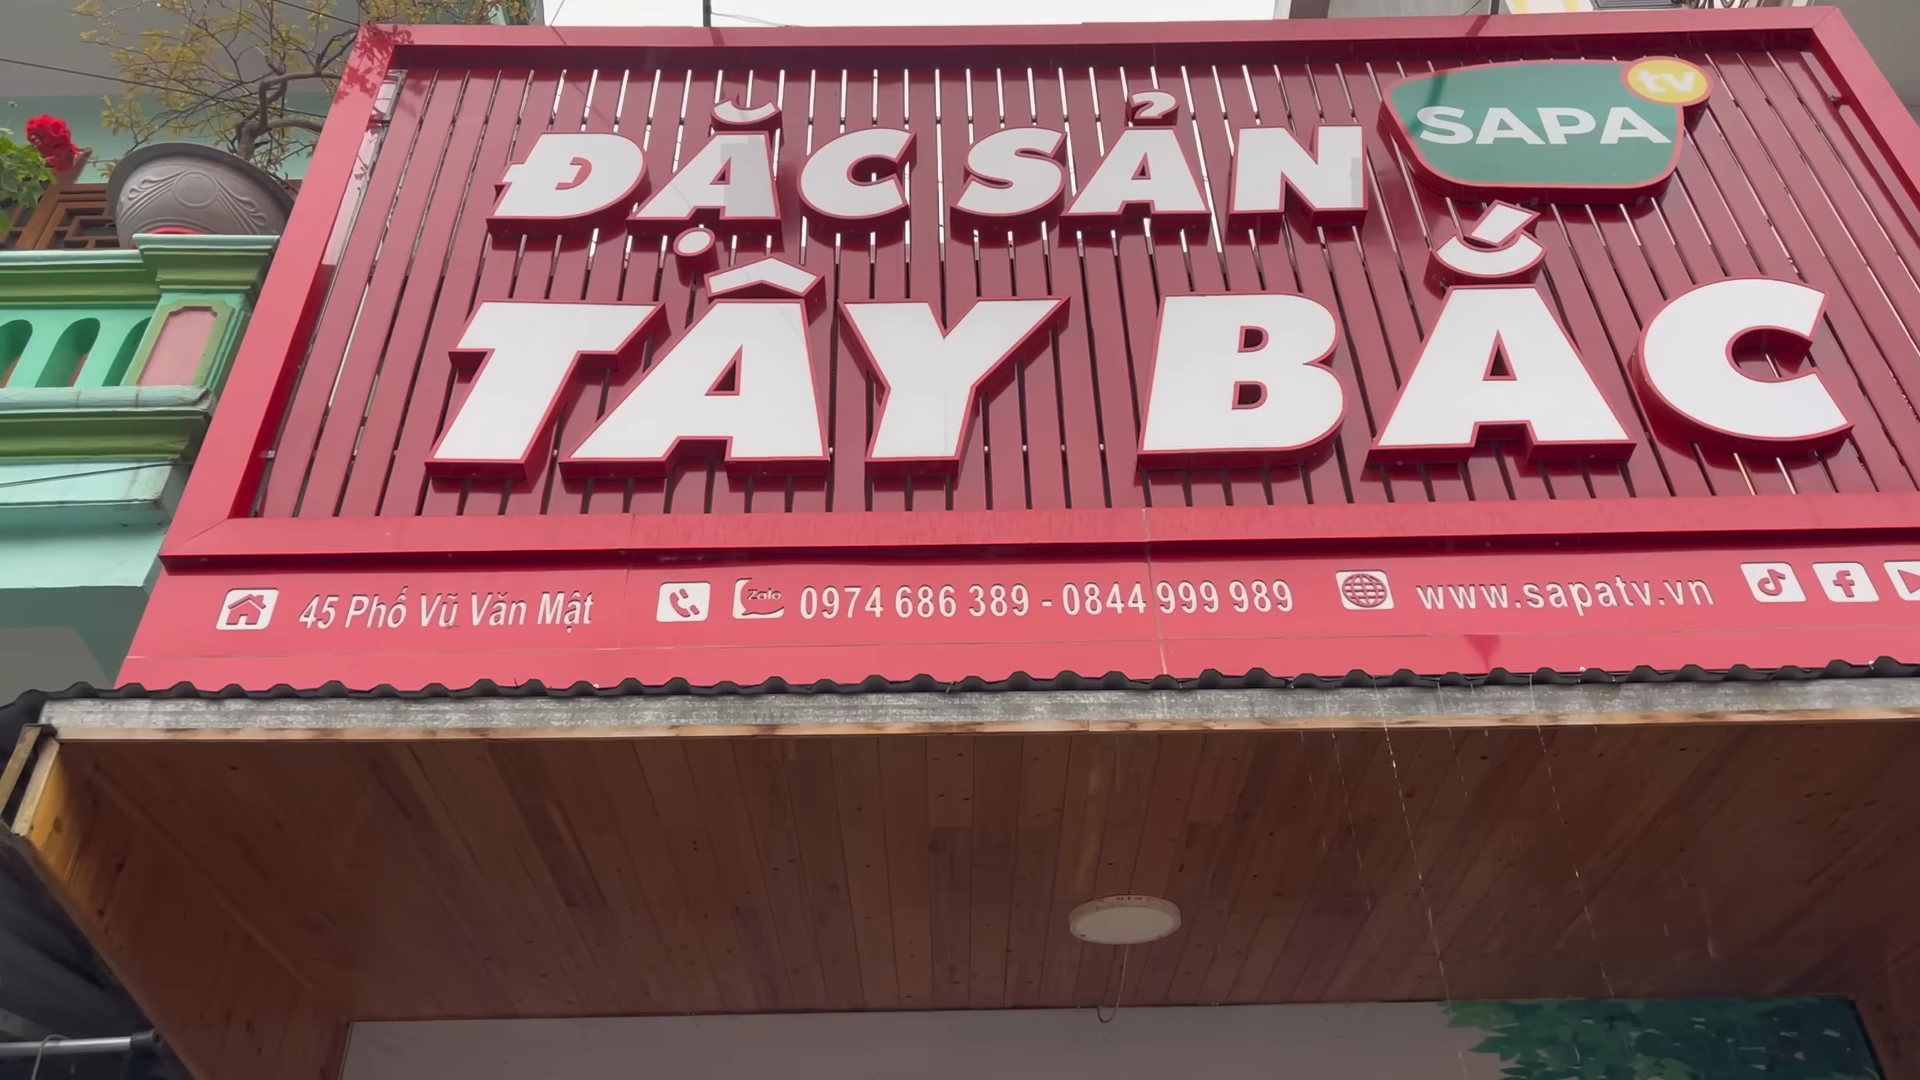 ĐẶC SẢN
SAPA tv
TÂY BẮC
45 Phố Vũ Văn Mật
Zalo 0974 686 389 - 0844 999 989
www.sapatv.vn